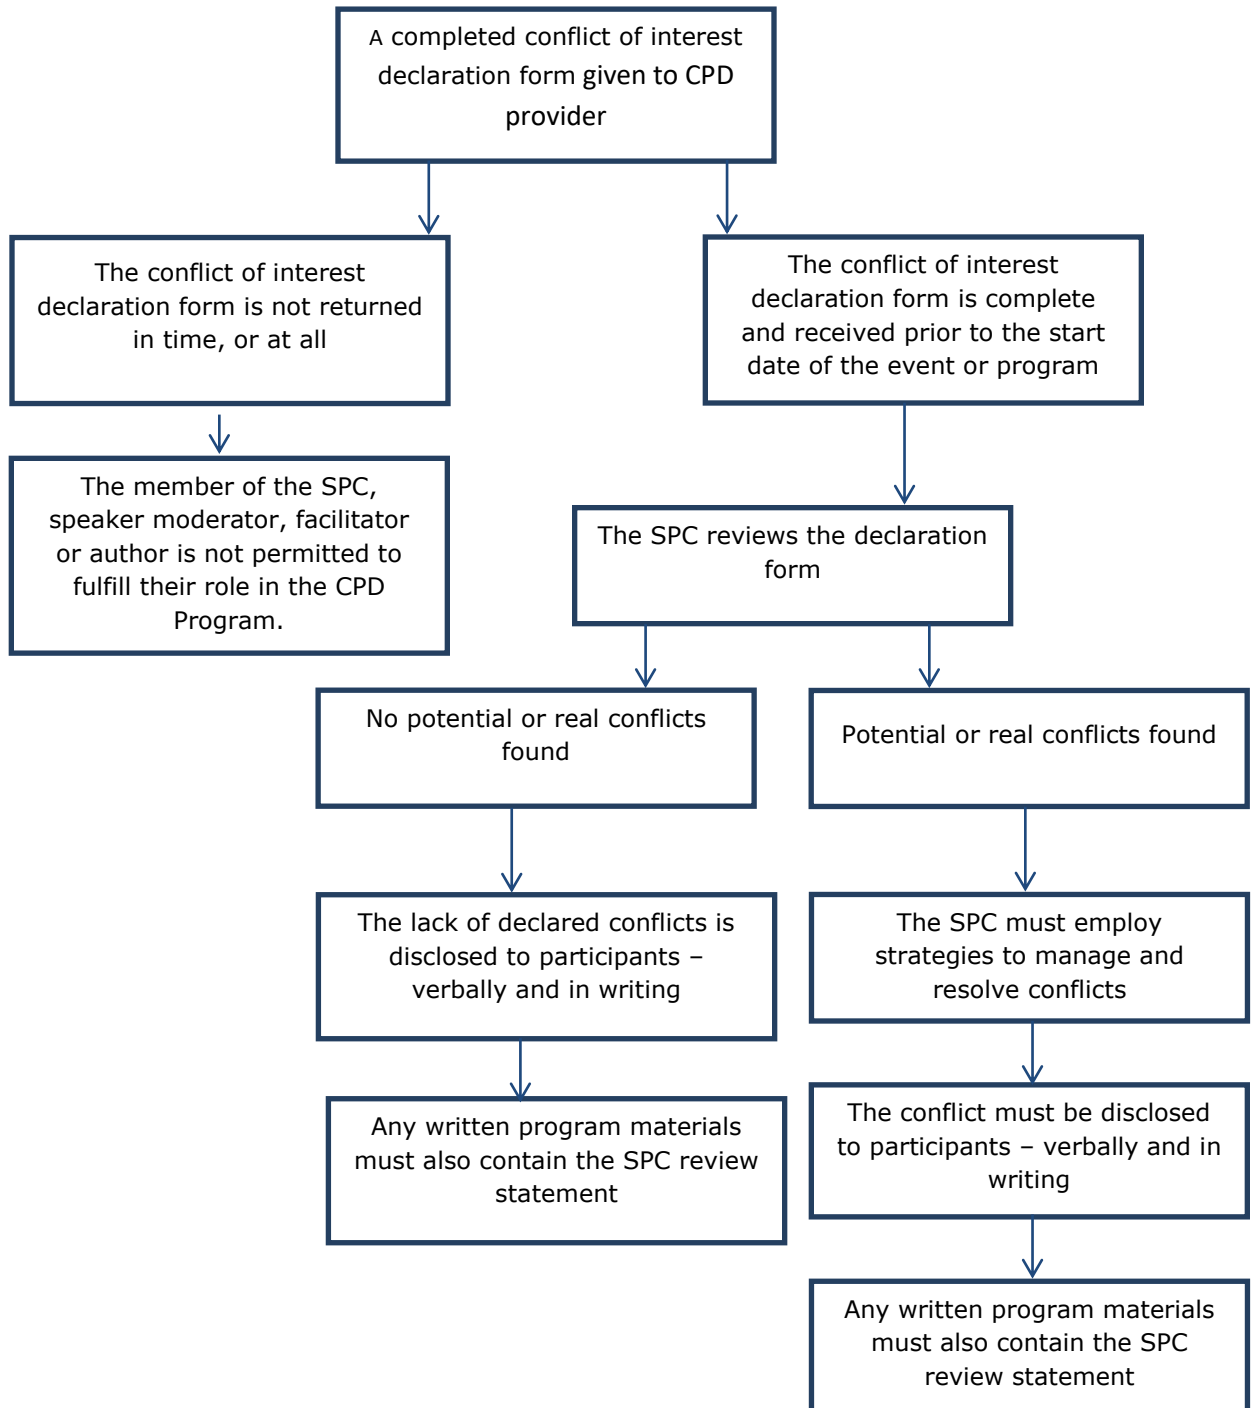 A completed conflict of interest
declaration form given to CPD
provider
The conflict of interest
declaration form is not returned
in time, or at all
The conflict of interest
declaration form is complete
and received prior to the start
date of the event or program
The member of the SPC,
speaker moderator, facilitator
or author is not permitted to
fulfill their role in the CPD
Program.
The SPC reviews the declaration
form
No potential or real conflicts
found
Potential or real conflicts found
The lack of declared conflicts is
disclosed to participants –
verbally and in writing
The SPC must employ
strategies to manage and
resolve conflicts
Any written program materials
must also contain the SPC review
statement
The conflict must be disclosed
to participants – verbally and in
writing
Any written program materials
must also contain the SPC
review statement